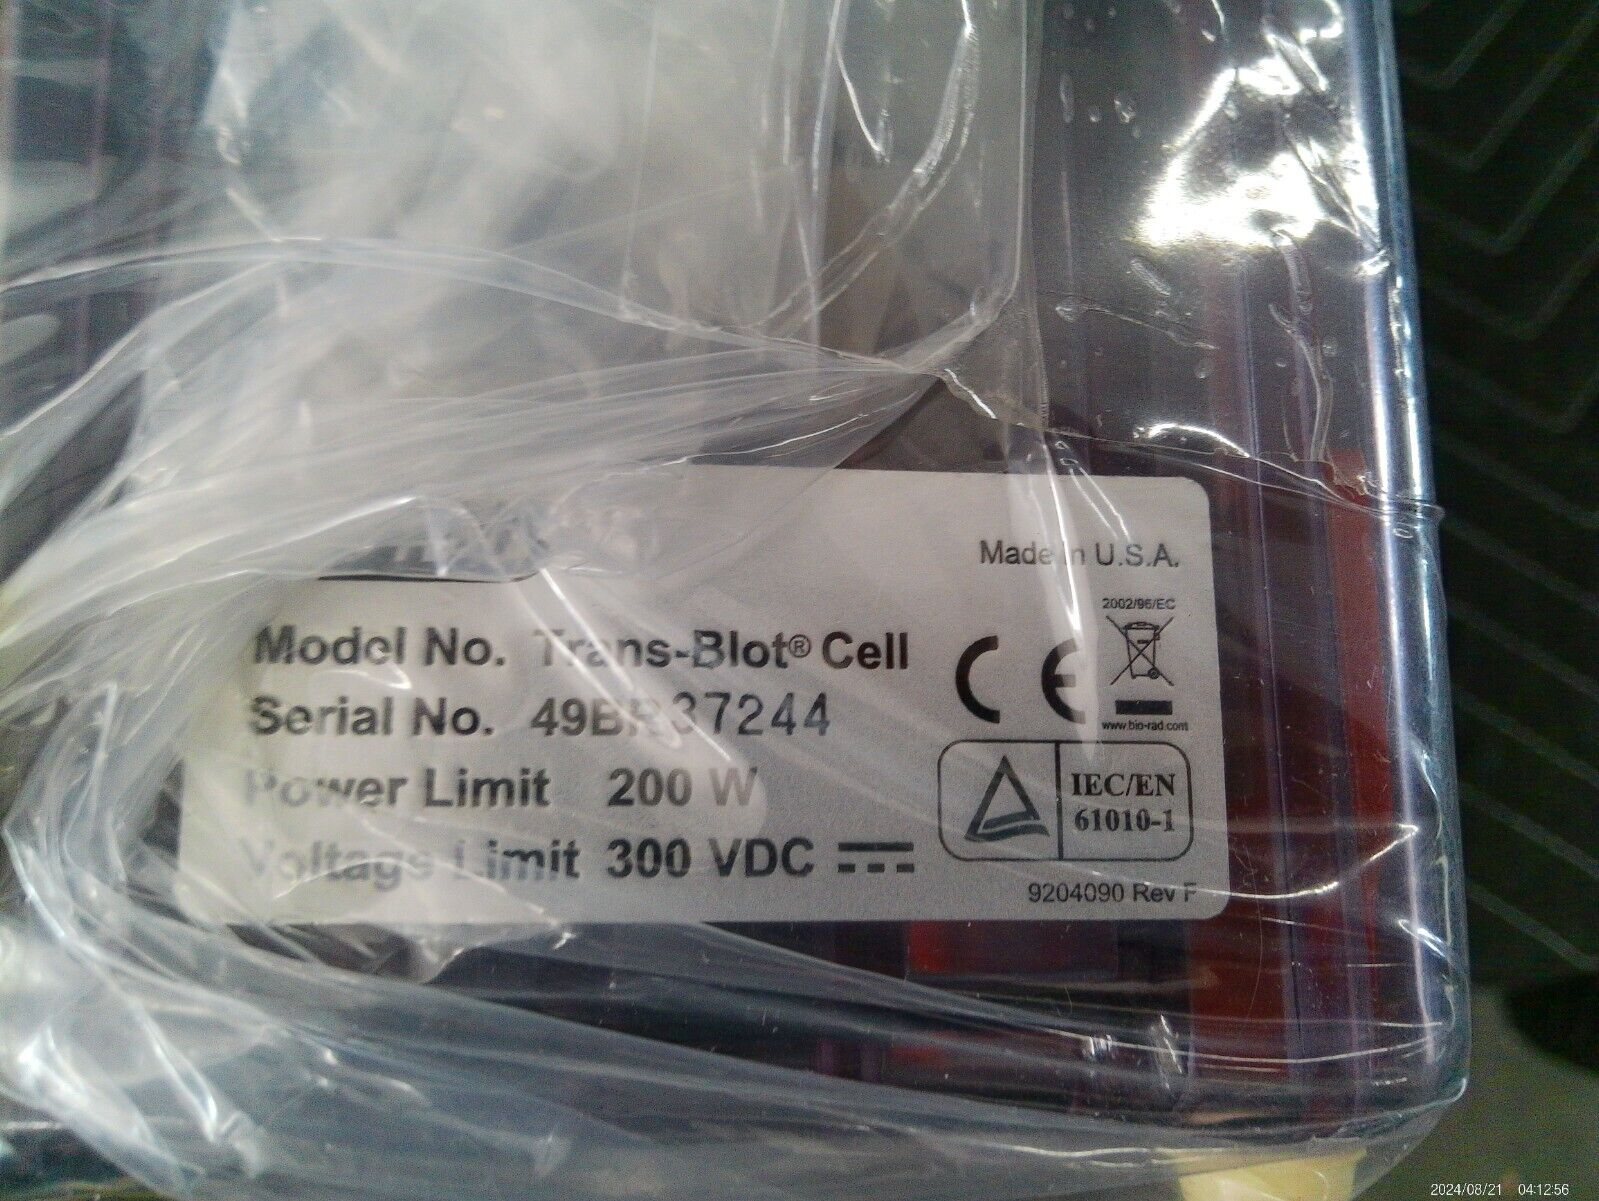 Made in U.S.A.
2002/96/EC
Model No. Trans-Blot® Cell
CE
Serial No. 49BR37244
www.bio-rad.com
Power Limit 200 W
IEC/EN
61010-1
Voltage Limit 300 VDC
9204090 Rev F
2024/08/21 04:12:56